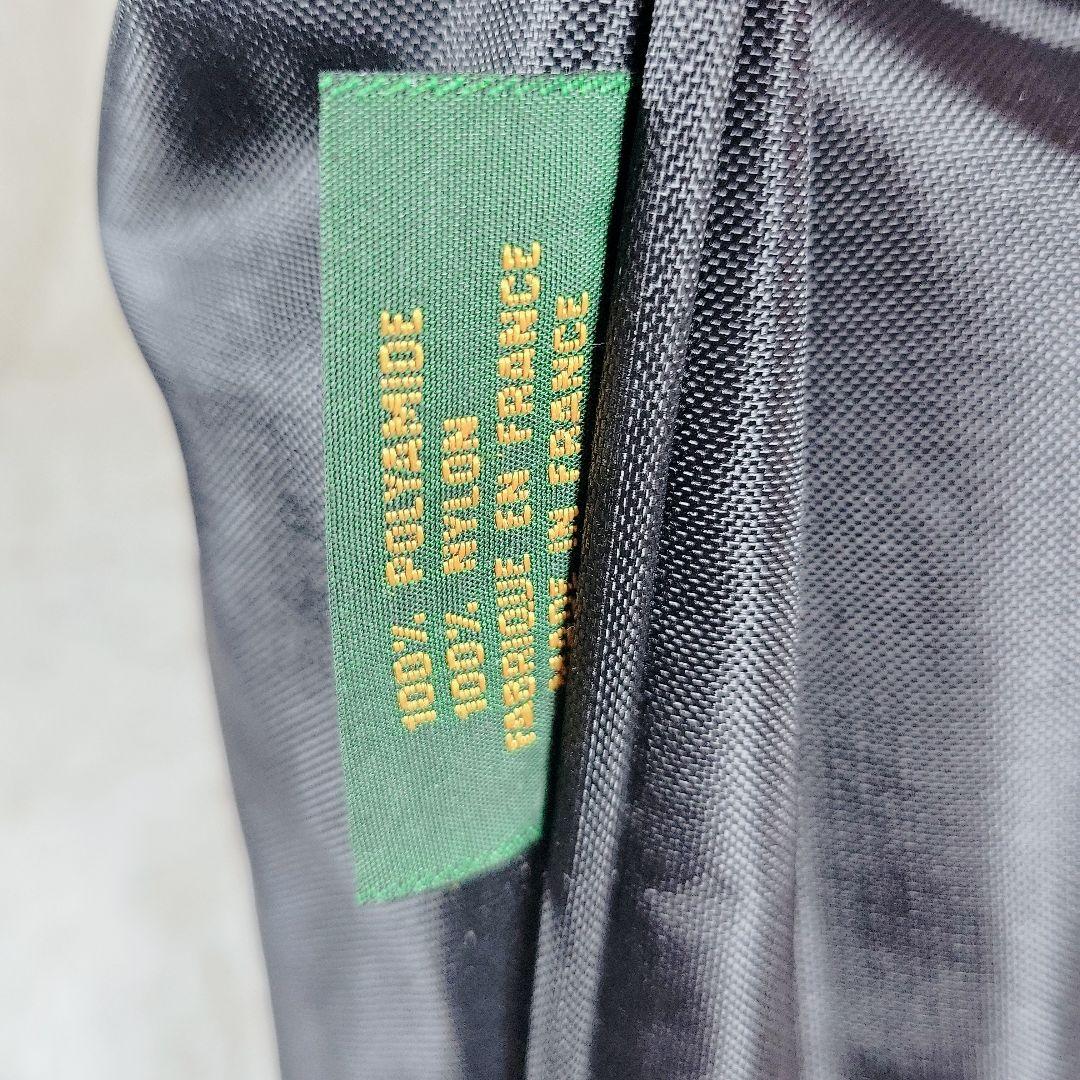 100% POLYAMIDE
100% NYLON
FABRIQUE EN FRANCE
MADE IN FRANCE